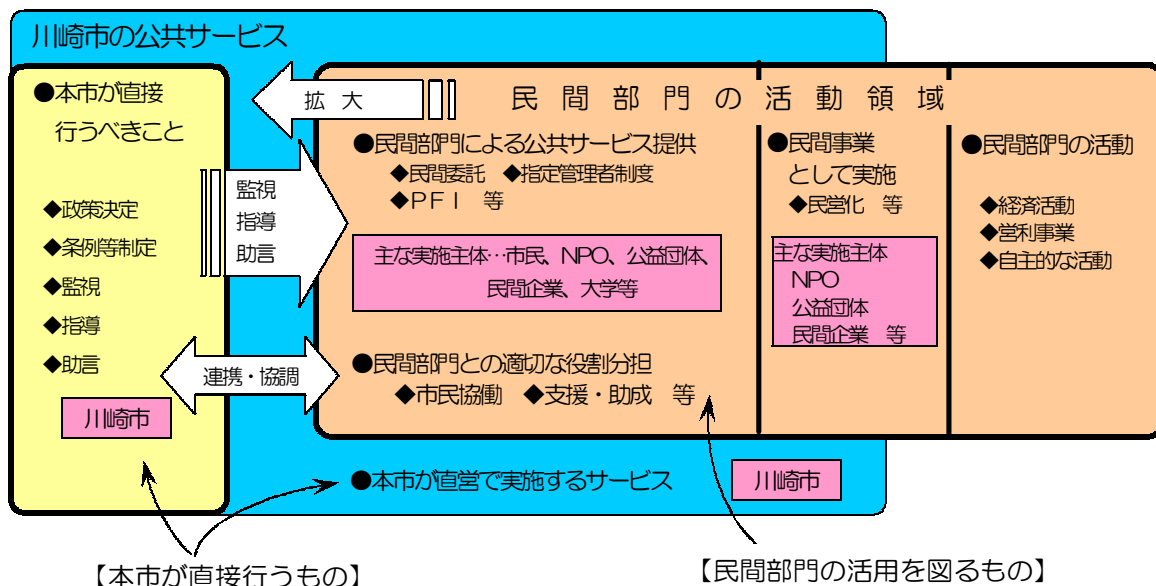 川崎市の公共サービス
●本市が直接
行うべきこと
◆政策決定
◆条例等制定
◆監視
◆指導
◆助言
川崎市
拡 大
監視
指導
助言
連携・協調
民 間 部 門 の 活 動 領 域
●民間部門による公共サービス提供
◆民間委託 ◆指定管理者制度
◆PFI 等
主な実施主体…市民、NPO、公益団体、
民間企業、大学等
●民間部門との適切な役割分担
◆市民協働 ◆支援・助成 等
●民間事業
として実施
◆民営化 等
主な実施主体
NPO
公益団体
民間企業 等
●民間部門の活動
◆経済活動
◆営利事業
◆自主的な活動
●本市が直営で実施するサービス
川崎市
【本市が直接行うもの】
【民間部門の活用を図るもの】